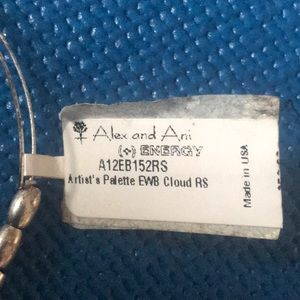 Alex and Ani
(+) ENERGY
A12EB152RS
Artist's Palette EWB Cloud RS
Made in USA